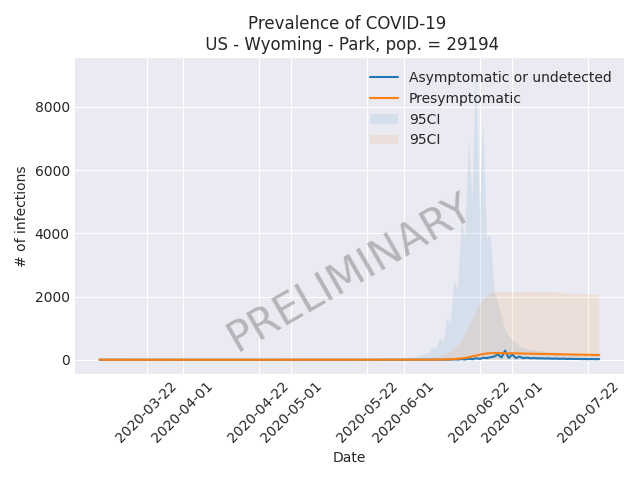 Prevalence of COVID-19
US - Wyoming - Park, pop. = 29194
Asymptomatic or undetected
Presymptomatic
95CI
95CI
8000
6000
4000
2000
0
# of infections
PRELIMINARY
2020-03-22
2020-04-01
2020-04-22
2020-05-01
2020-05-22
2020-06-01
2020-06-22
2020-07-01
2020-07-22
Date